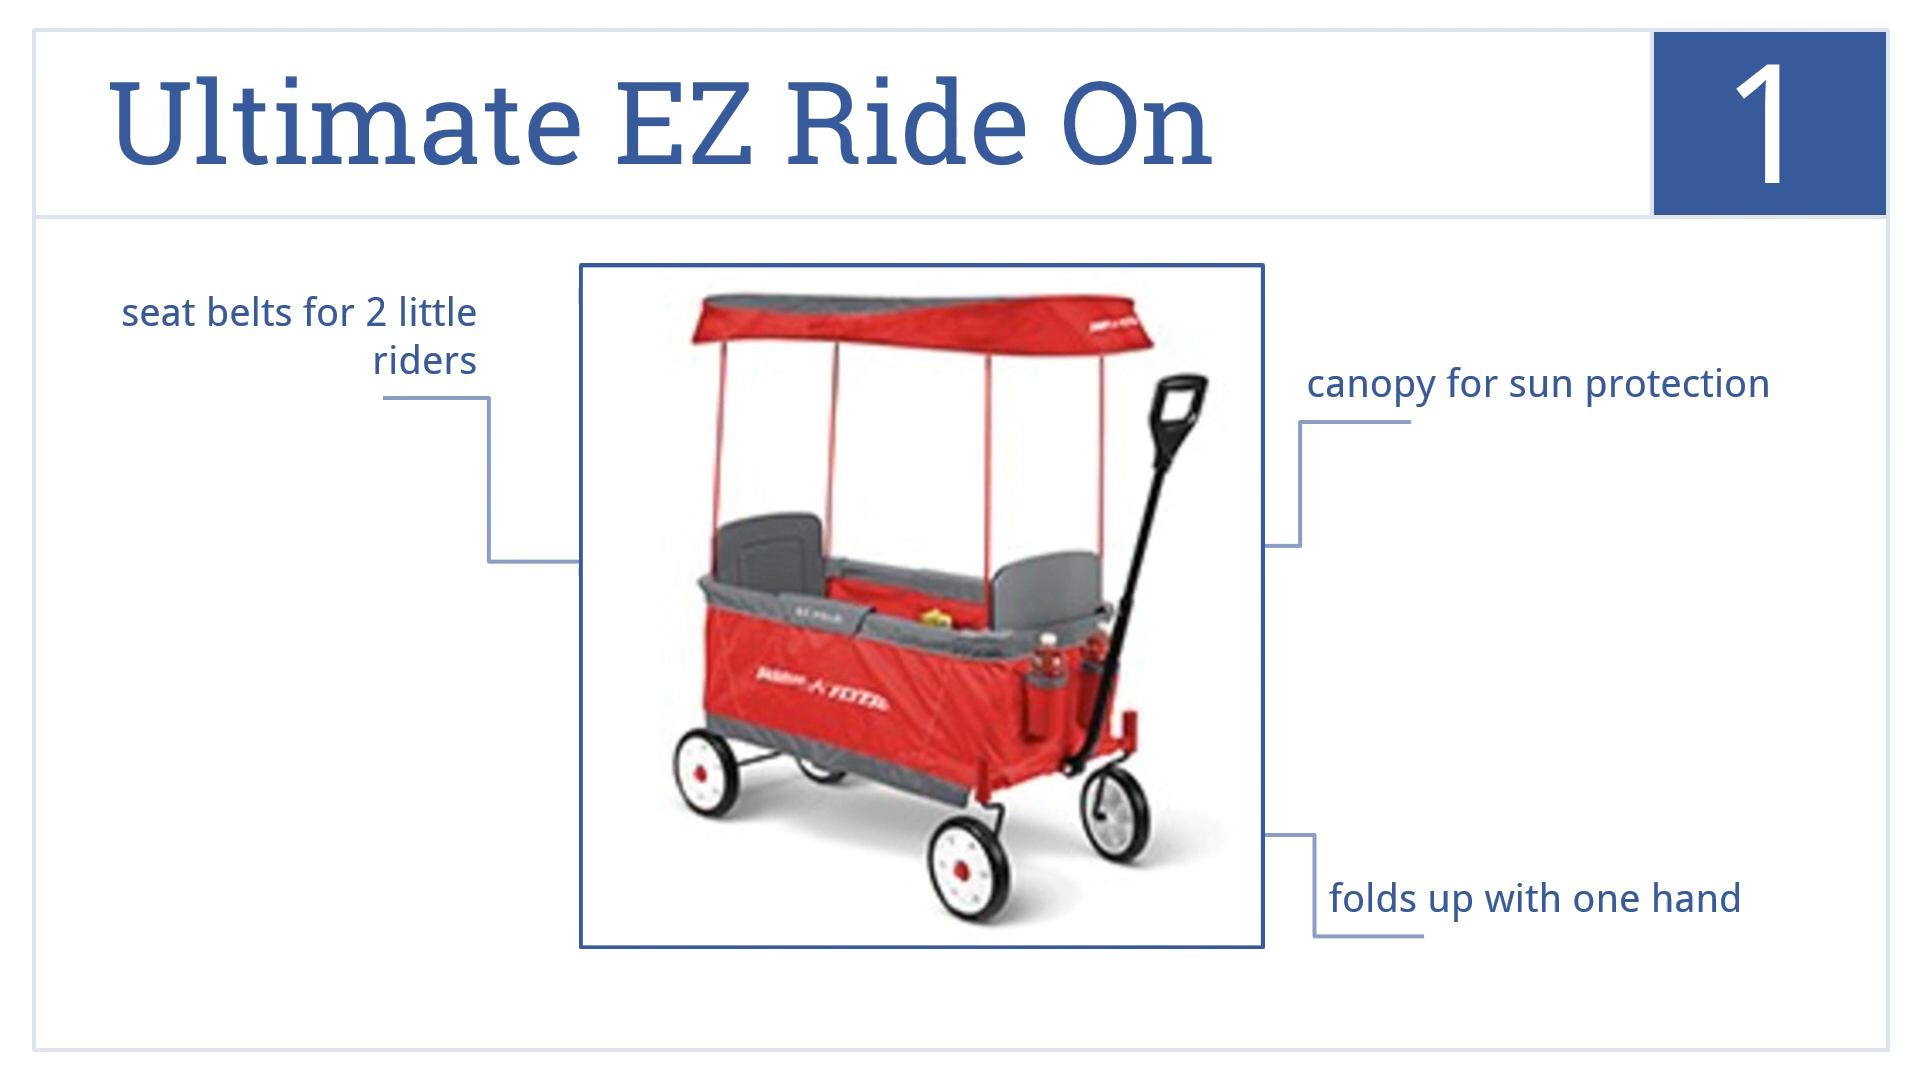 Ultimate EZ Ride On
1
seat belts for 2 little
riders
canopy for sun protection
folds up with one hand